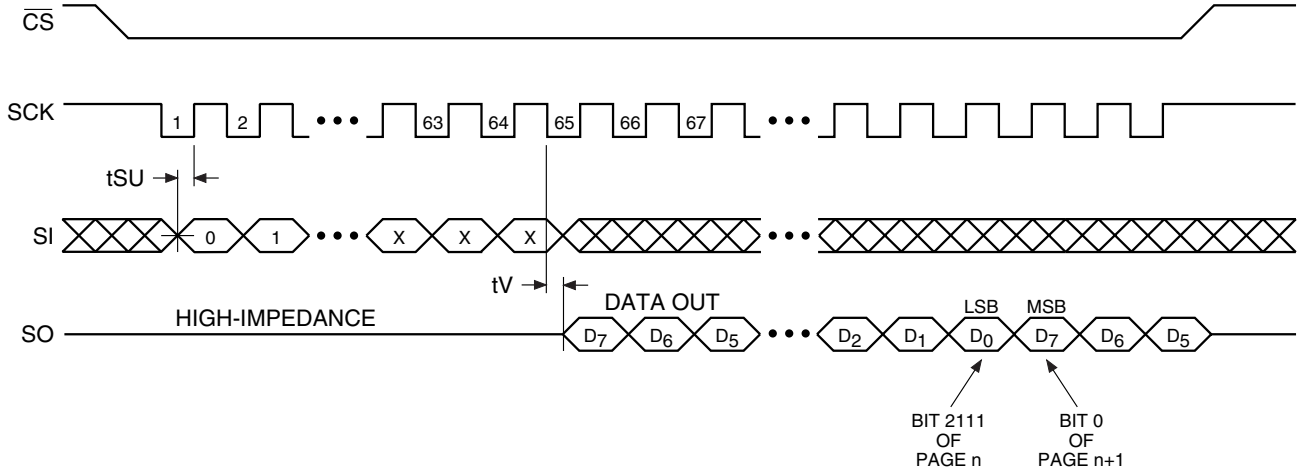 CS
SCK 1 2 63 64 65 66 67
tSU
SI 0 1 X X X
tV
DATA OUT
LSB MSB
HIGH-IMPEDANCE
SO D7 D6 D5 D2 D1 D0 D7 D6 D5
BIT 2111
OF
PAGE n
BIT 0
OF
PAGE n+1